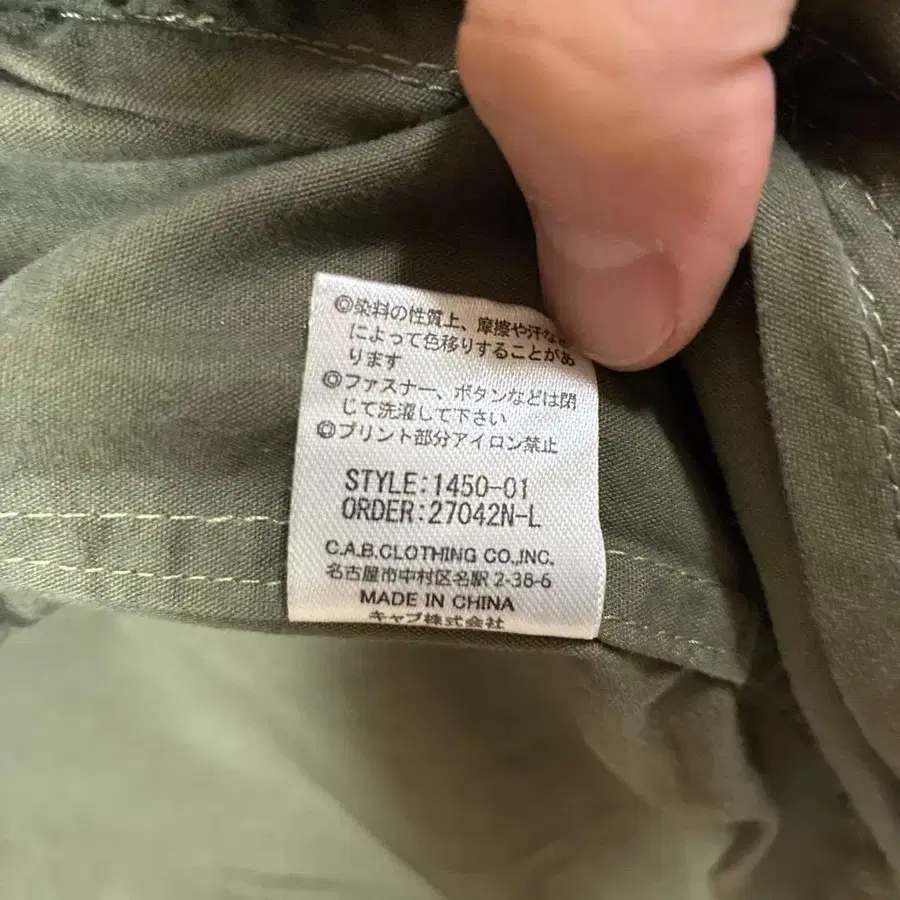 ◎染料の性質上、摩擦や汗など
によって色移りすることがあ
ります
◎ファスナー、ボタンなどは閉
じて洗濯して下さい
◎プリント部分アイロン禁止
STYLE:1450-01
ORDER:27042N-L
C.A.B.CLOTHING CO.,INC.
名古屋市中村区名駅2-38-6
MADE IN CHINA
キャブ株式会社